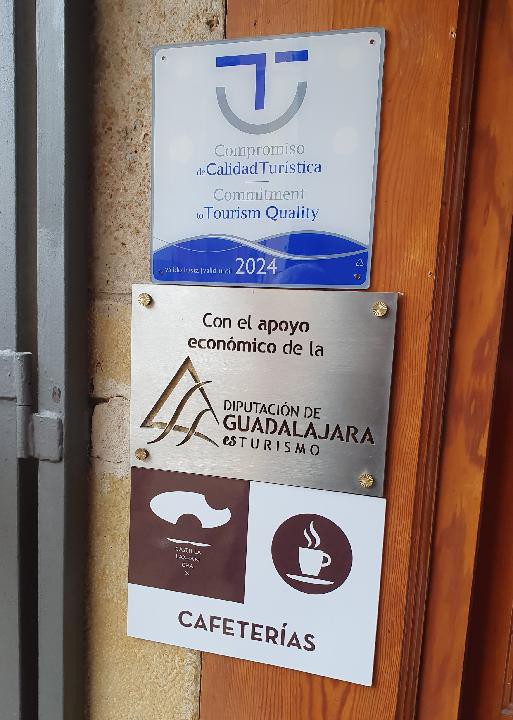 Compromiso
de Calidad Turística
Commitment
to Tourism Quality
2024
Con el apoyo
económico de la
DIPUTACIÓN DE
GUADALAJARA
esTURISMO
CAFETERÍAS